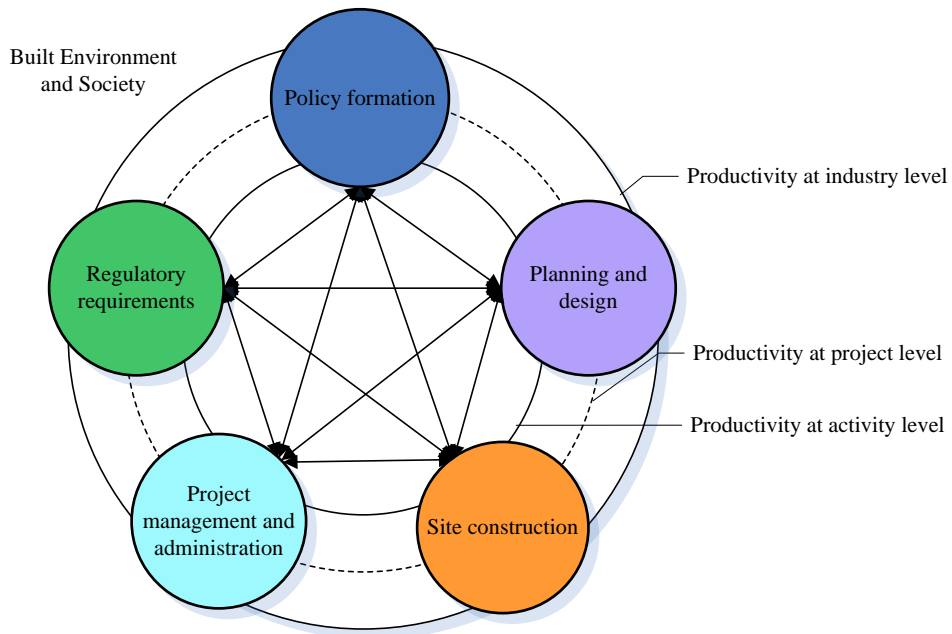 Built Environment
and Society
Policy formation
Productivity at industry level
Regulatory
requirements
Planning and
design
Productivity at project level
Productivity at activity level
Project
management and
administration
Site construction